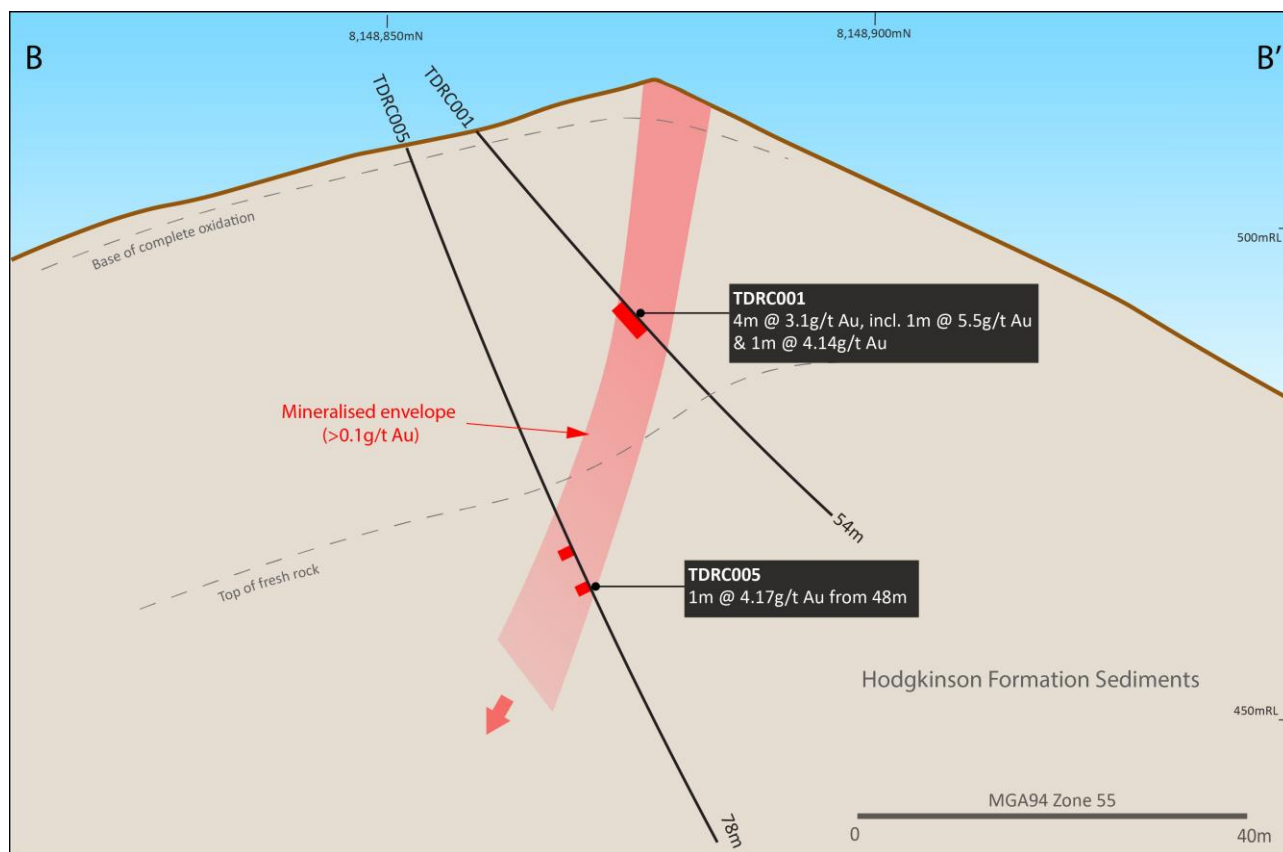 8,148,850mN
8,148,900mN
B
B'
TDRC005
TDRC001
Base of complete oxidation
500mRL
TDRC001
4m @ 3.1g/t Au, incl. 1m @ 5.5g/t Au
& 1m @ 4.14g/t Au
Mineralised envelope
(>0.1g/t Au)
54m
Top of fresh rock
TDRC005
1m @ 4.17g/t Au from 48m
Hodgkinson Formation Sediments
450mRL
MGA94 Zone 55
0
40m
78m